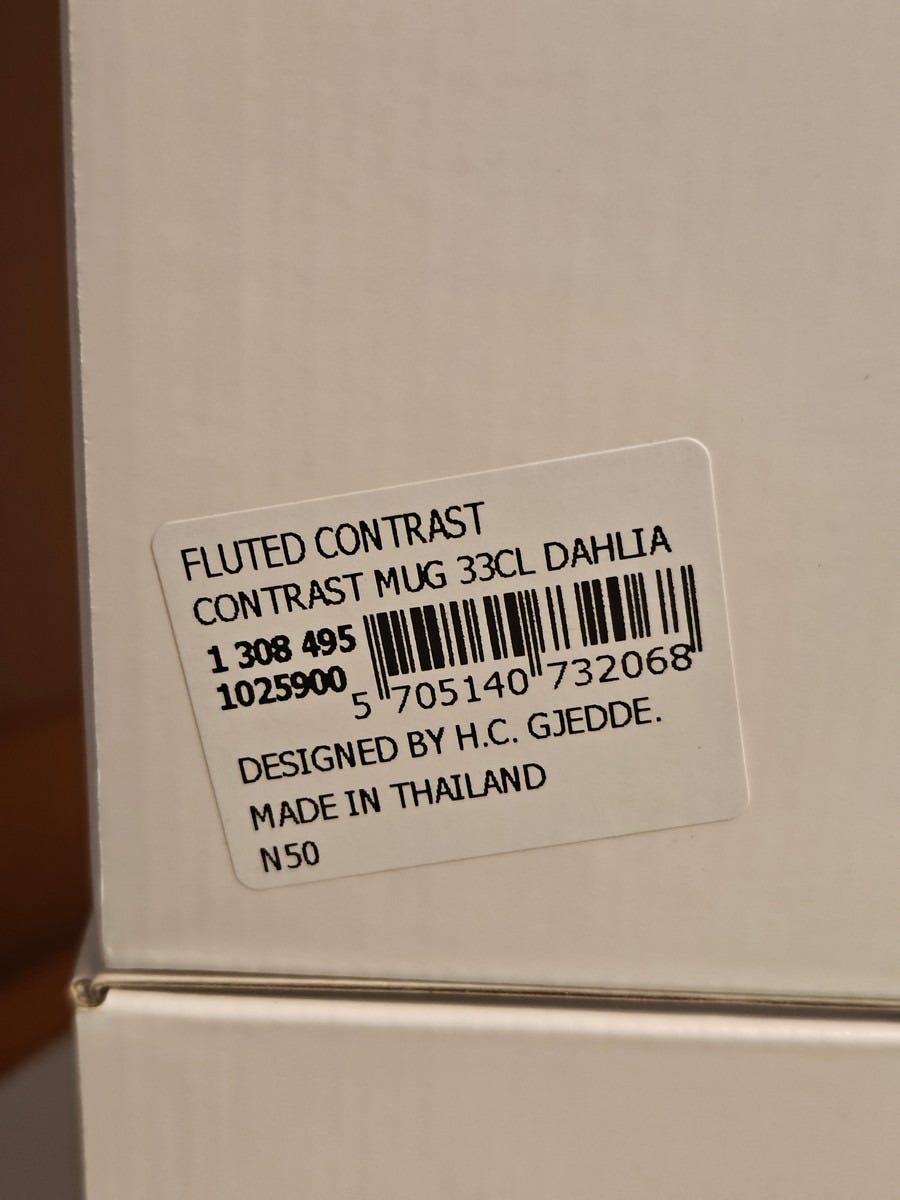 FLUTED CONTRAST
CONTRAST MUG 33CL DAHLIA
1 308 495
1025900
5 705140 732068
DESIGNED BY H.C. GJEDDE.
MADE IN THAILAND
N50